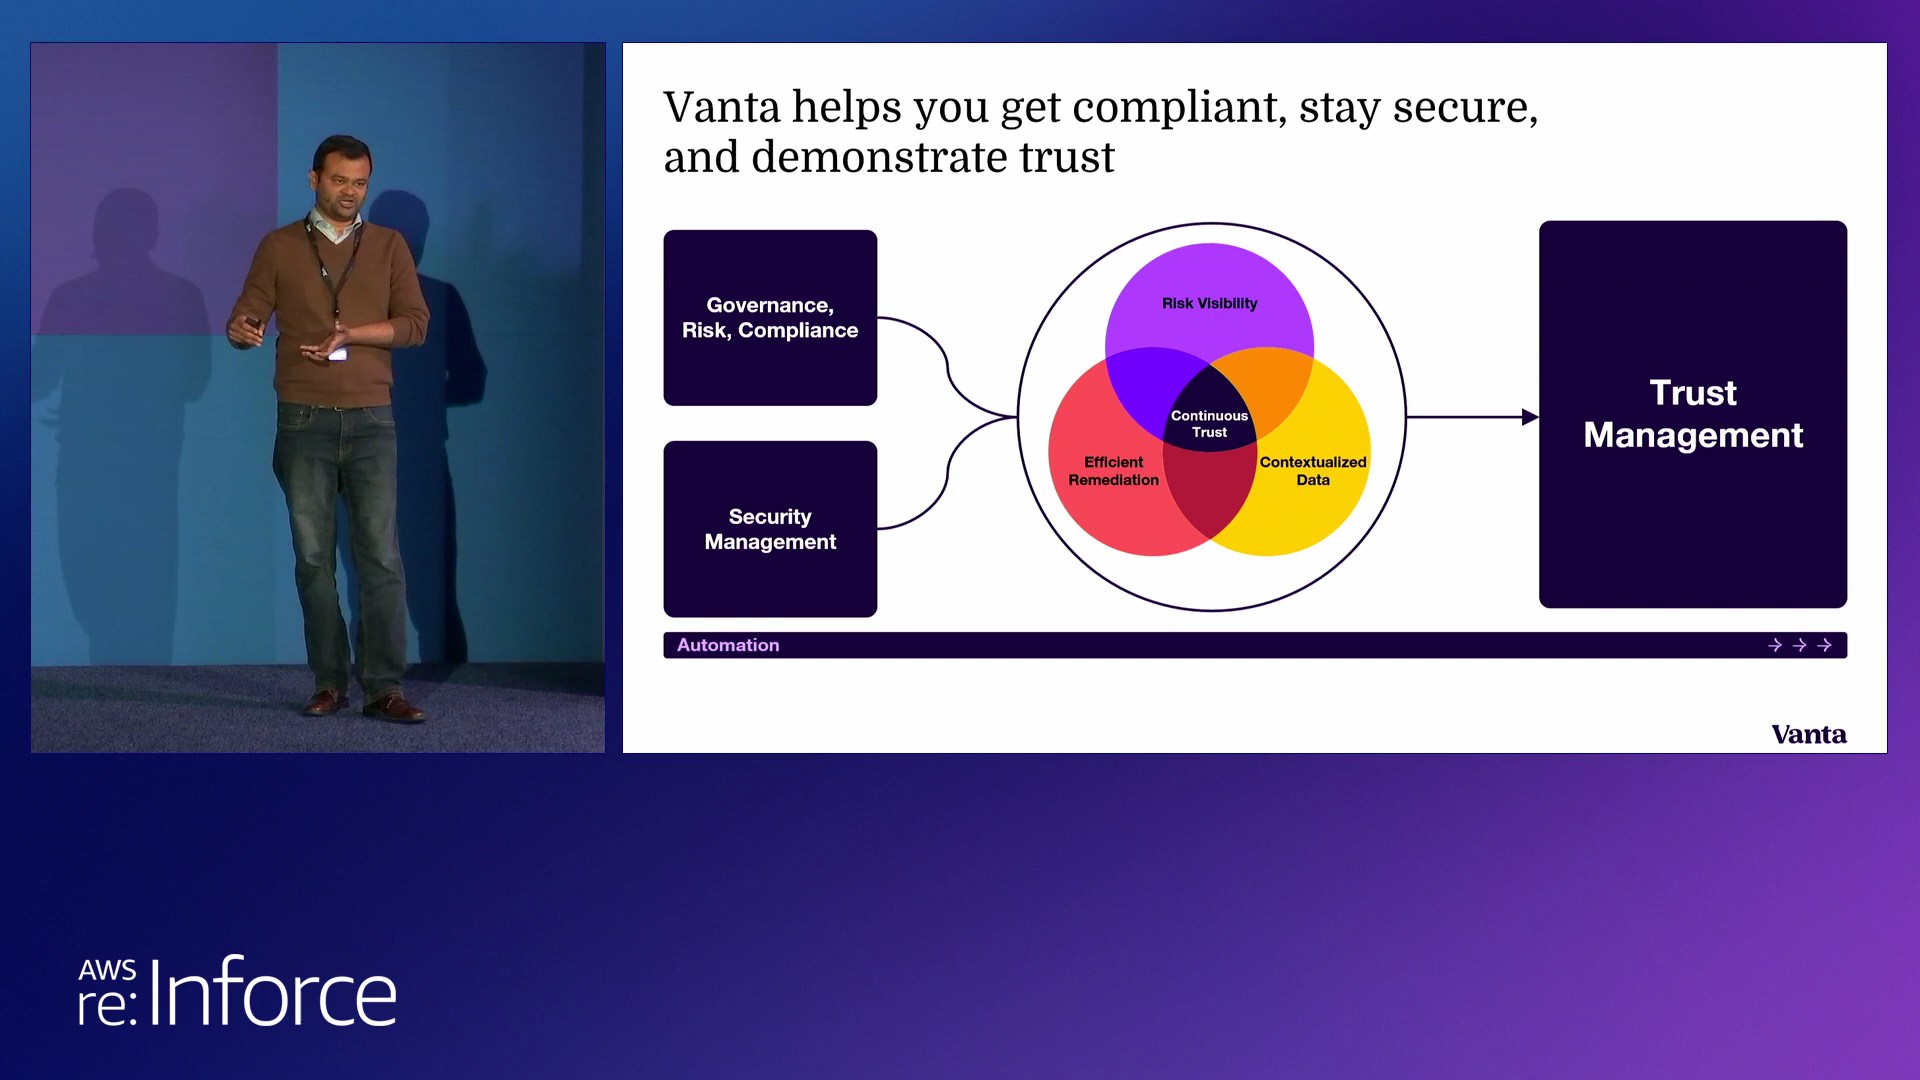 Vanta helps you get compliant, stay secure,
and demonstrate trust
Governance,
Risk, Compliance
Security
Management
Risk Visibility
Continuous
Trust
Efficient
Remediation
Contextualized
Data
Trust
Management
Automation
Vanta
AWS
re:Inforce